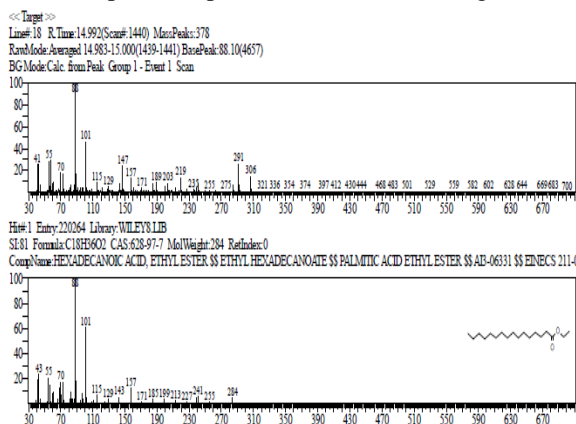 << Target >>
Line#:18 R.Time:14.992(Scan#:1440) MassPeaks:378
RawMode:Averaged 14.983-15.000(1439-1441) BasePeak:88.10(4657)
BG Mode:Calc. from Peak Group 1 - Event 1 Scan
100
88
80
60
101
40
41 55 70 115 129 147 157 171 189 203 219 235 255 275 291 306 321 336 354 374 397 412 430 444 468 483 501 529 559 582 602 628 644 669 683 700
20
30 70 110 150 190 230 270 310 350 390 430 470 510 550 590 630 670
Hit#:1 Entry:220264 Library:WILEY8.LIB
SI:81 Formula:C18H36O2 CAS:628-97-7 MolWeight:284 RetIndex:0
CompName:HEXADECANOIC ACID, ETHYL ESTER $$ ETHYL HEXADECANOATE $$ PALMITIC ACID ETHYL ESTER $$ AI3-06331 $$ EINECS 211-0
100
88
80
101
60
O
O
40
43 55 70 115 129 143 157 171 185 199 213 227 241 255 284
20
30 70 110 150 190 230 270 310 350 390 430 470 510 550 590 630 670